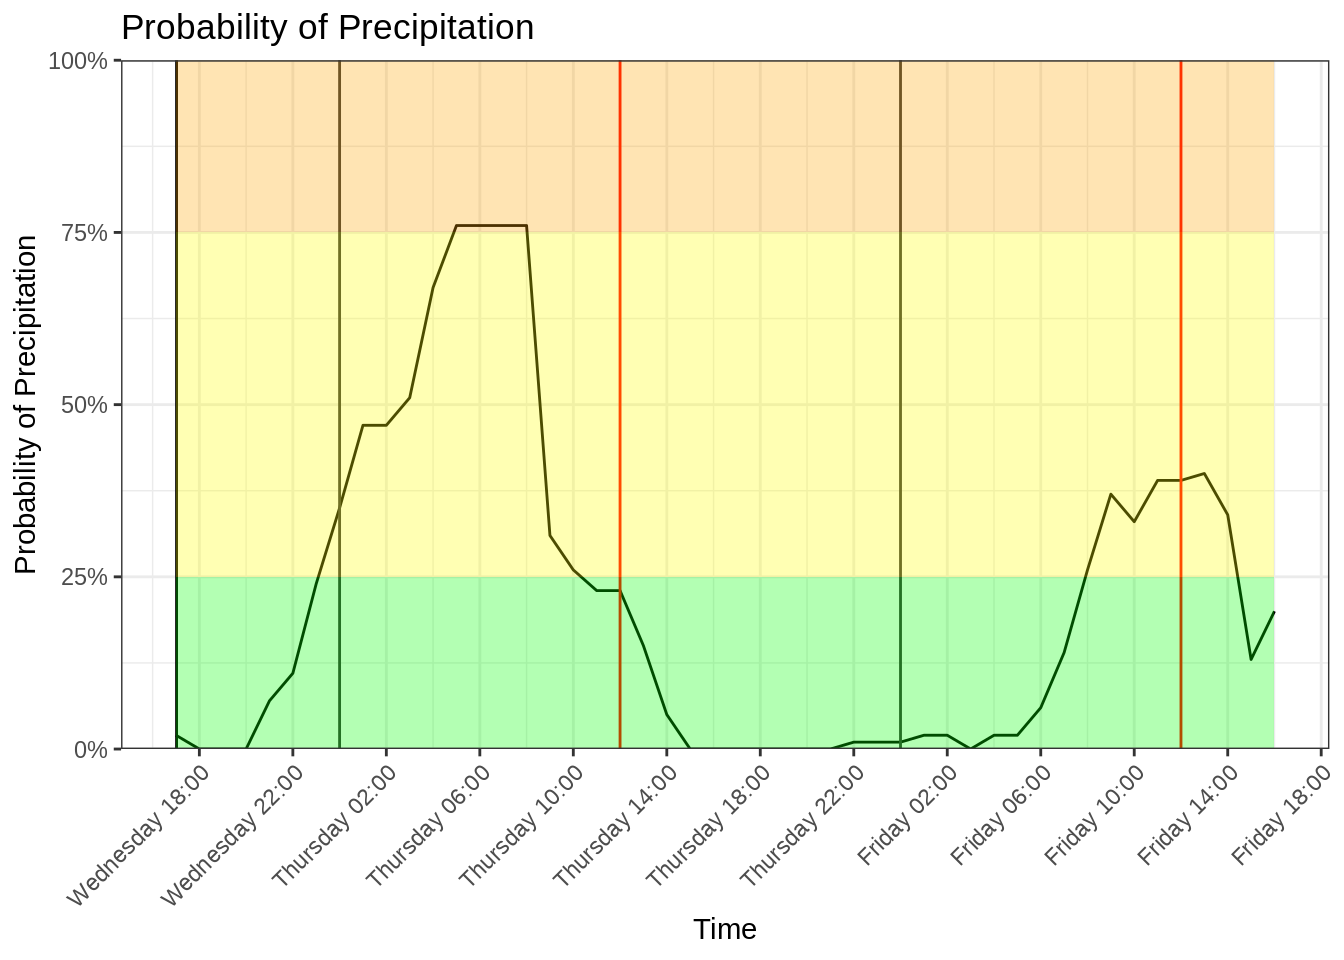 Probability of Precipitation
Probability of Precipitation
100%
75%
50%
25%
0%
Wednesday 18:00
Wednesday 22:00
Thursday 02:00
Thursday 06:00
Thursday 10:00
Thursday 14:00
Thursday 18:00
Thursday 22:00
Friday 02:00
Friday 06:00
Friday 10:00
Friday 14:00
Friday 18:00
Time